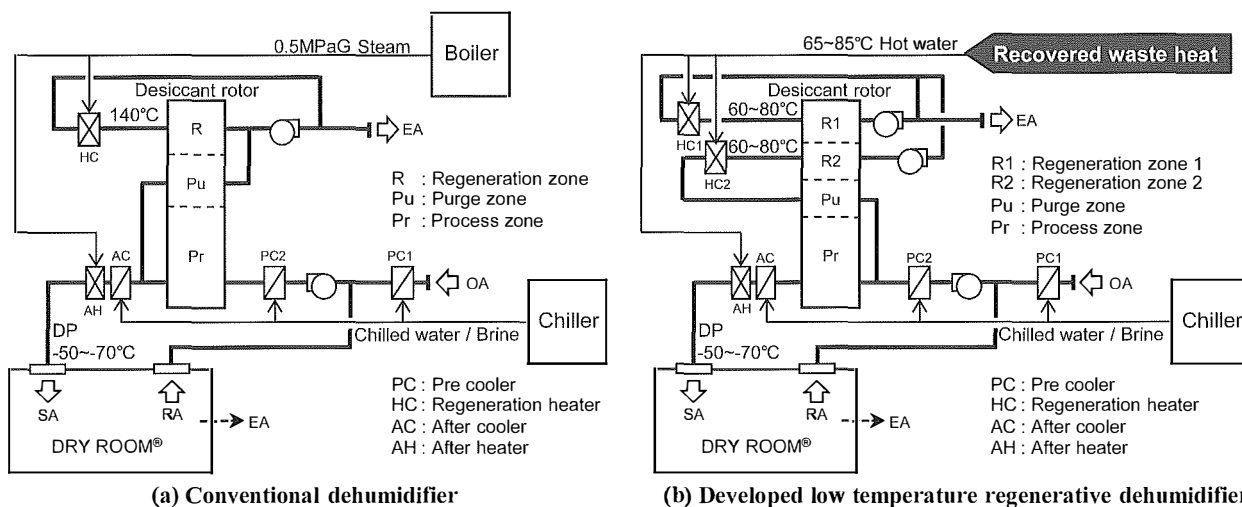 0.5MPaG Steam
Boiler
Desiccant rotor
140℃
HC
R
EA
Pu
R : Regeneration zone
Pu : Purge zone
Pr : Process zone
Pr
AC
PC2
PC1
OA
AH
Chiller
DP
Chilled water / Brine
-50~-70℃
SA
RA
EA
DRY ROOM®
PC : Pre cooler
HC : Regeneration heater
AC : After cooler
AH : After heater
(a) Conventional dehumidifier
65~85℃ Hot water
Recovered waste heat
Desiccant rotor
60~80℃
HC1
R1
EA
60~80℃
HC2
R2
Pu
R1 : Regeneration zone 1
R2 : Regeneration zone 2
Pu : Purge zone
Pr : Process zone
Pr
AC
PC2
PC1
OA
AH
Chiller
DP
Chilled water / Brine
-50~-70℃
SA
RA
EA
DRY ROOM®
PC : Pre cooler
HC : Regeneration heater
AC : After cooler
AH : After heater
(b) Developed low temperature regenerative dehumidifier